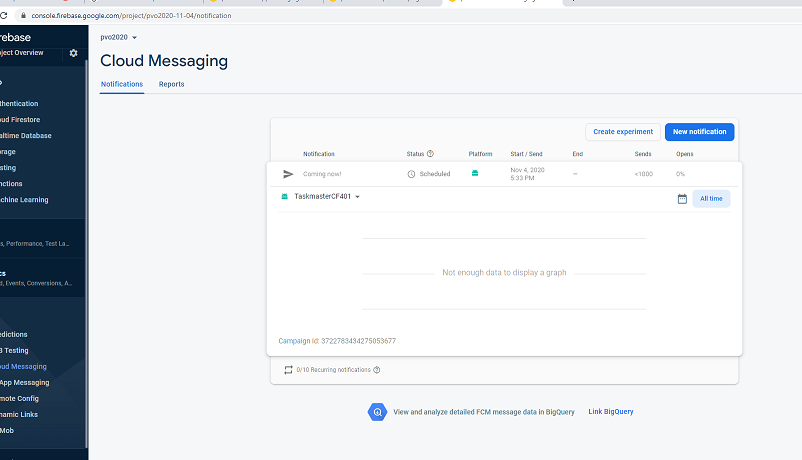 console.firebase.google.com/project/pvo2020-11-04/notification
rebase
pvo2020
ject Overview
Cloud Messaging
Notifications Reports
thentication
ud Firestore
altime Database
rage
sting
nctions
chine Learning
s, Performance, Test La...
cs
d, Events, Conversions, A...
edictions
B Testing
oud Messaging
App Messaging
mote Config
namic Links
Mob
Create experiment New notification
Notification Status Platform Start / Send End Sends Opens
Coming now! Scheduled Nov 4, 2020 – <1000 0%
5:33 PM
TaskmasterCF401 All time
Not enough data to display a graph
Campaign Id: 3722783434275053677
0/10 Recurring notifications
View and analyze detailed FCM message data in BigQuery Link BigQuery